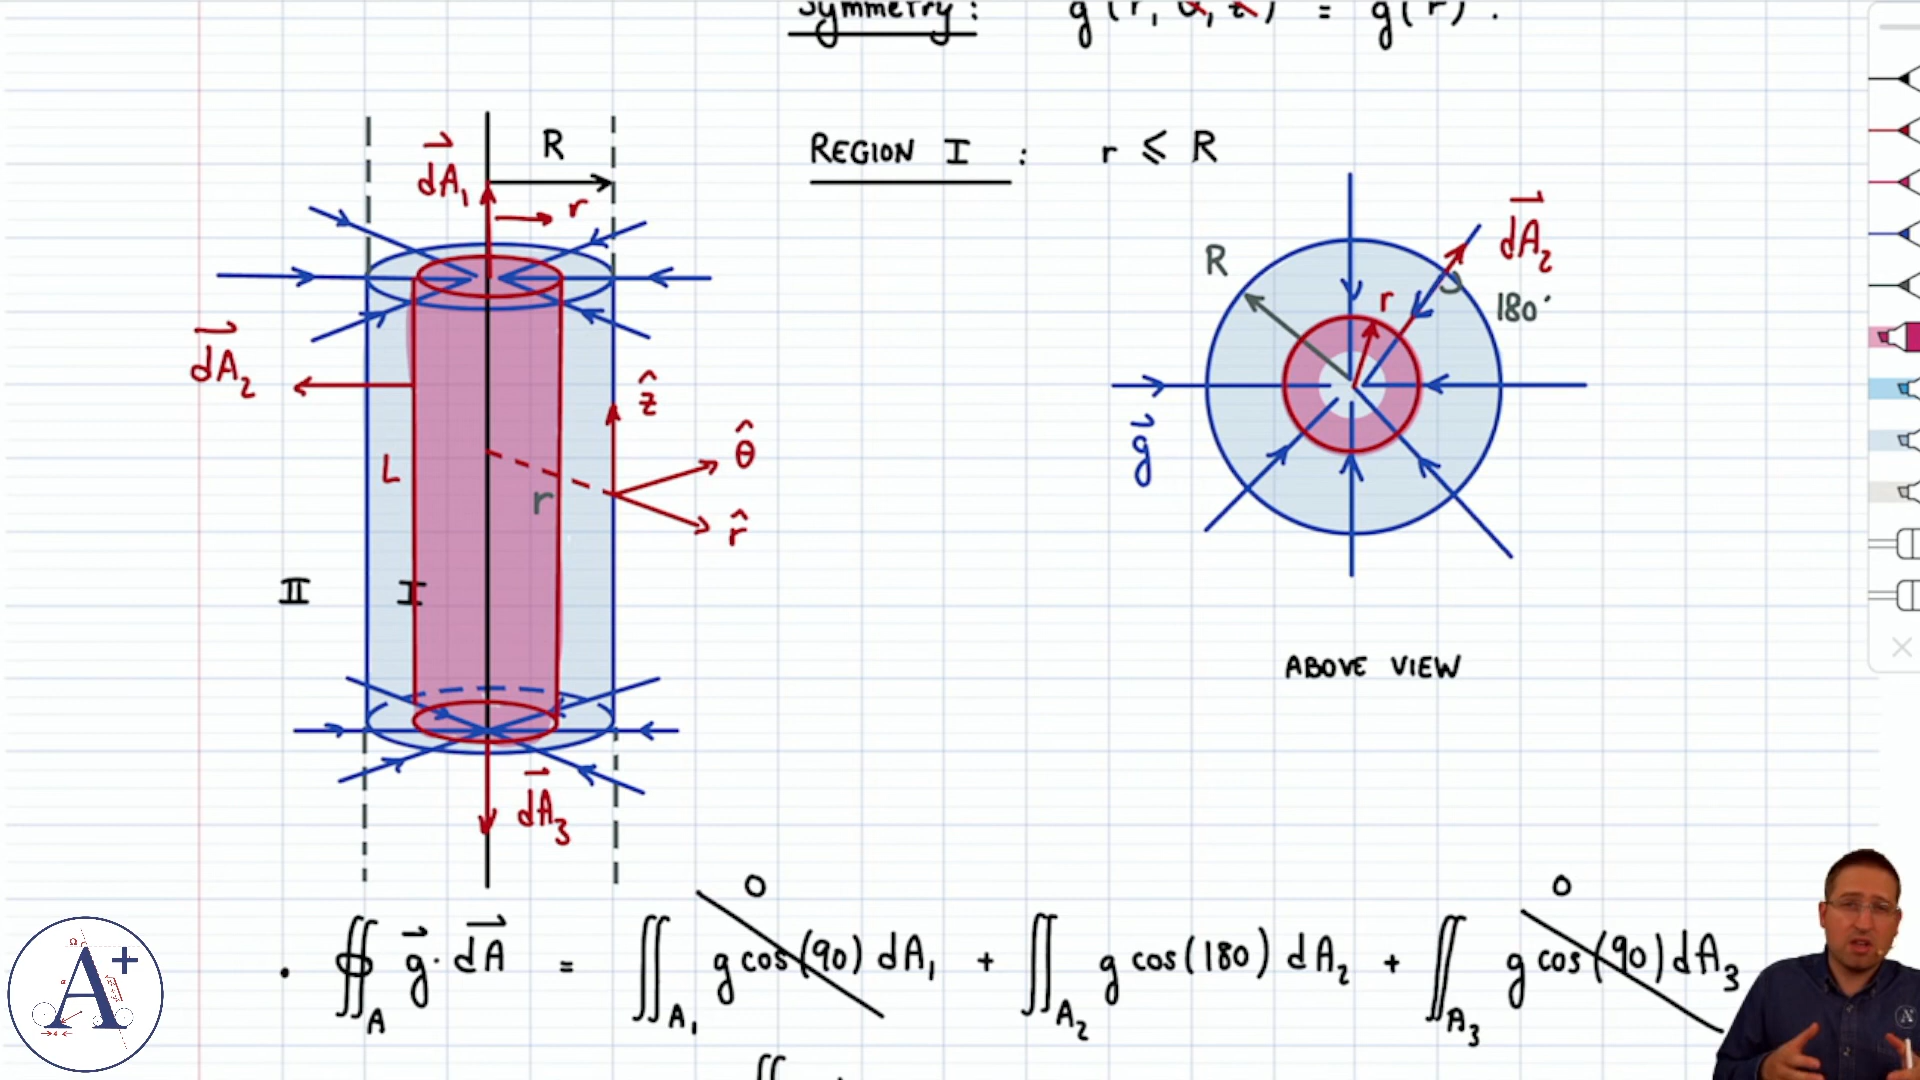 Symmetry: g(r, θ, z) = g(r).
REGION I : r ⩽ R
R
dA₁
r
dA₂
ẑ
θ̂
r̂
L
r
II I
dA₃
R
dA₂
r
180°
g
ABOVE VIEW
• ∯_A g · dA = ∬_A₁ g cos(90) dA₁ + ∬_A₂ g cos(180) dA₂ + ∬_A₃ g cos(90) dA₃
0
0
A+